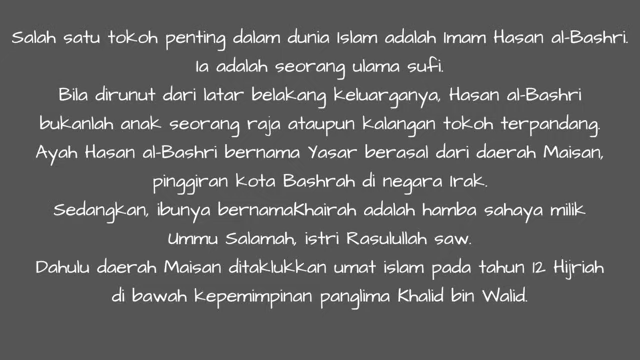 Salah satu tokoh penting dalam dunia Islam adalah Imam Hasan al-Bashri.
Ia adalah seorang ulama sufi.
Bila dirunut dari latar belakang keluarganya, Hasan al-Bashri
bukanlah anak seorang raja ataupun kalangan tokoh terpandang.
Ayah Hasan al-Bashri bernama Yasar berasal dari daerah Maisan,
pinggiran kota Bashrah di negara Irak.
Sedangkan, ibunya bernamaKhairah adalah hamba sahaya milik
Ummu Salamah, istri Rasulullah saw.
Dahulu daerah Maisan ditaklukkan umat islam pada tahun 12 Hijriah
di bawah kepemimpinan panglima Khalid bin Walid.